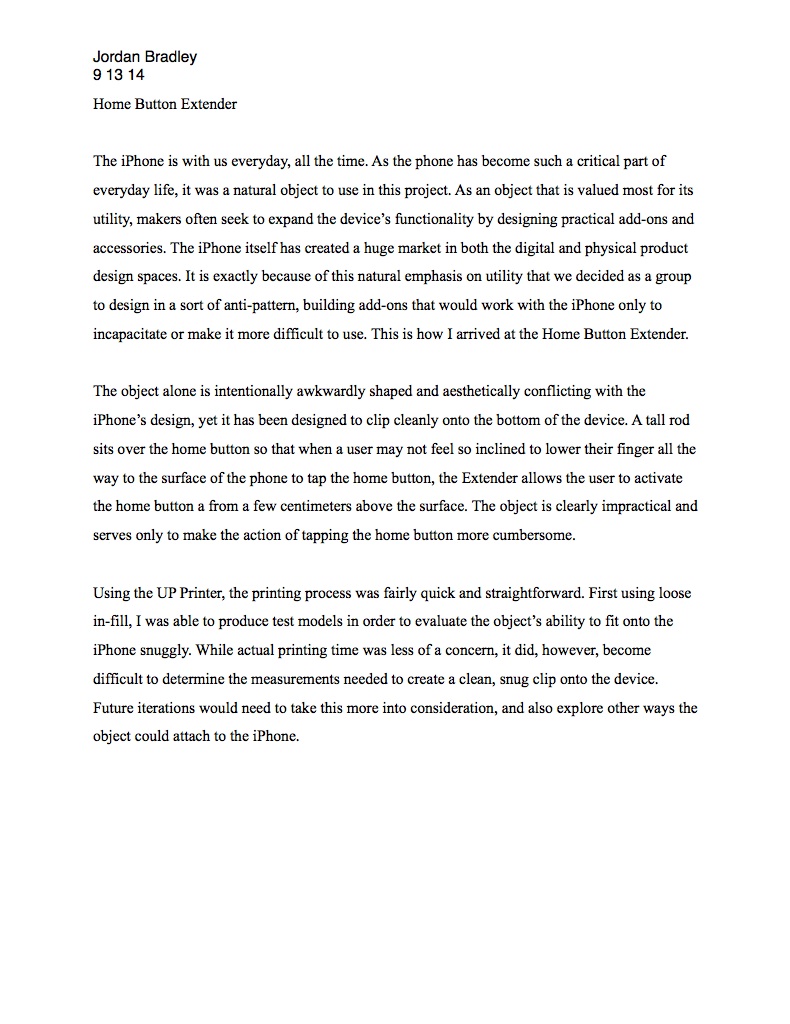 Jordan Bradley
9 13 14
Home Button Extender
The iPhone is with us everyday, all the time. As the phone has become such a critical part of
everyday life, it was a natural object to use in this project. As an object that is valued most for its
utility, makers often seek to expand the device’s functionality by designing practical add-ons and
accessories. The iPhone itself has created a huge market in both the digital and physical product
design spaces. It is exactly because of this natural emphasis on utility that we decided as a group
to design in a sort of anti-pattern, building add-ons that would work with the iPhone only to
incapacitate or make it more difficult to use. This is how I arrived at the Home Button Extender.
The object alone is intentionally awkwardly shaped and aesthetically conflicting with the
iPhone’s design, yet it has been designed to clip cleanly onto the bottom of the device. A tall rod
sits over the home button so that when a user may not feel so inclined to lower their finger all the
way to the surface of the phone to tap the home button, the Extender allows the user to activate
the home button a from a few centimeters above the surface. The object is clearly impractical and
serves only to make the action of tapping the home button more cumbersome.
Using the UP Printer, the printing process was fairly quick and straightforward. First using loose
in-fill, I was able to produce test models in order to evaluate the object’s ability to fit onto the
iPhone snuggly. While actual printing time was less of a concern, it did, however, become
difficult to determine the measurements needed to create a clean, snug clip onto the device.
Future iterations would need to take this more into consideration, and also explore other ways the
object could attach to the iPhone.